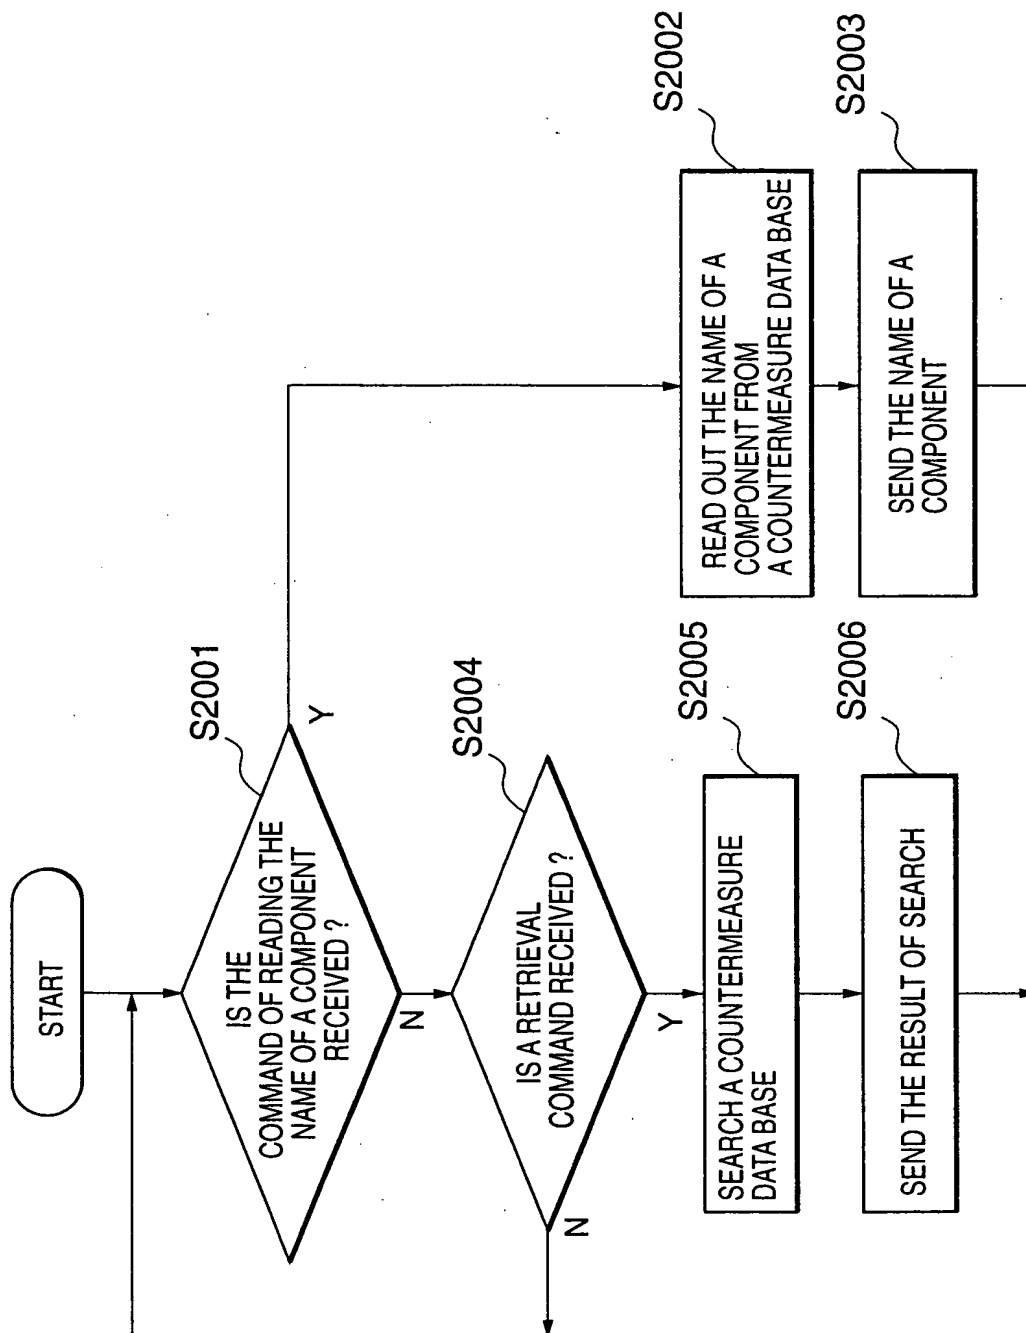 START
S2001
IS THE
COMMAND OF READING THE
NAME OF A COMPONENT
RECEIVED ?
Y
N
S2004
IS A RETRIEVAL
COMMAND RECEIVED ?
N
Y
S2002
READ OUT THE NAME OF A
COMPONENT FROM
A COUNTERMEASURE DATA BASE
S2003
SEND THE NAME OF A
COMPONENT
S2005
SEARCH A COUNTERMEASURE
DATA BASE
S2006
SEND THE RESULT OF SEARCH